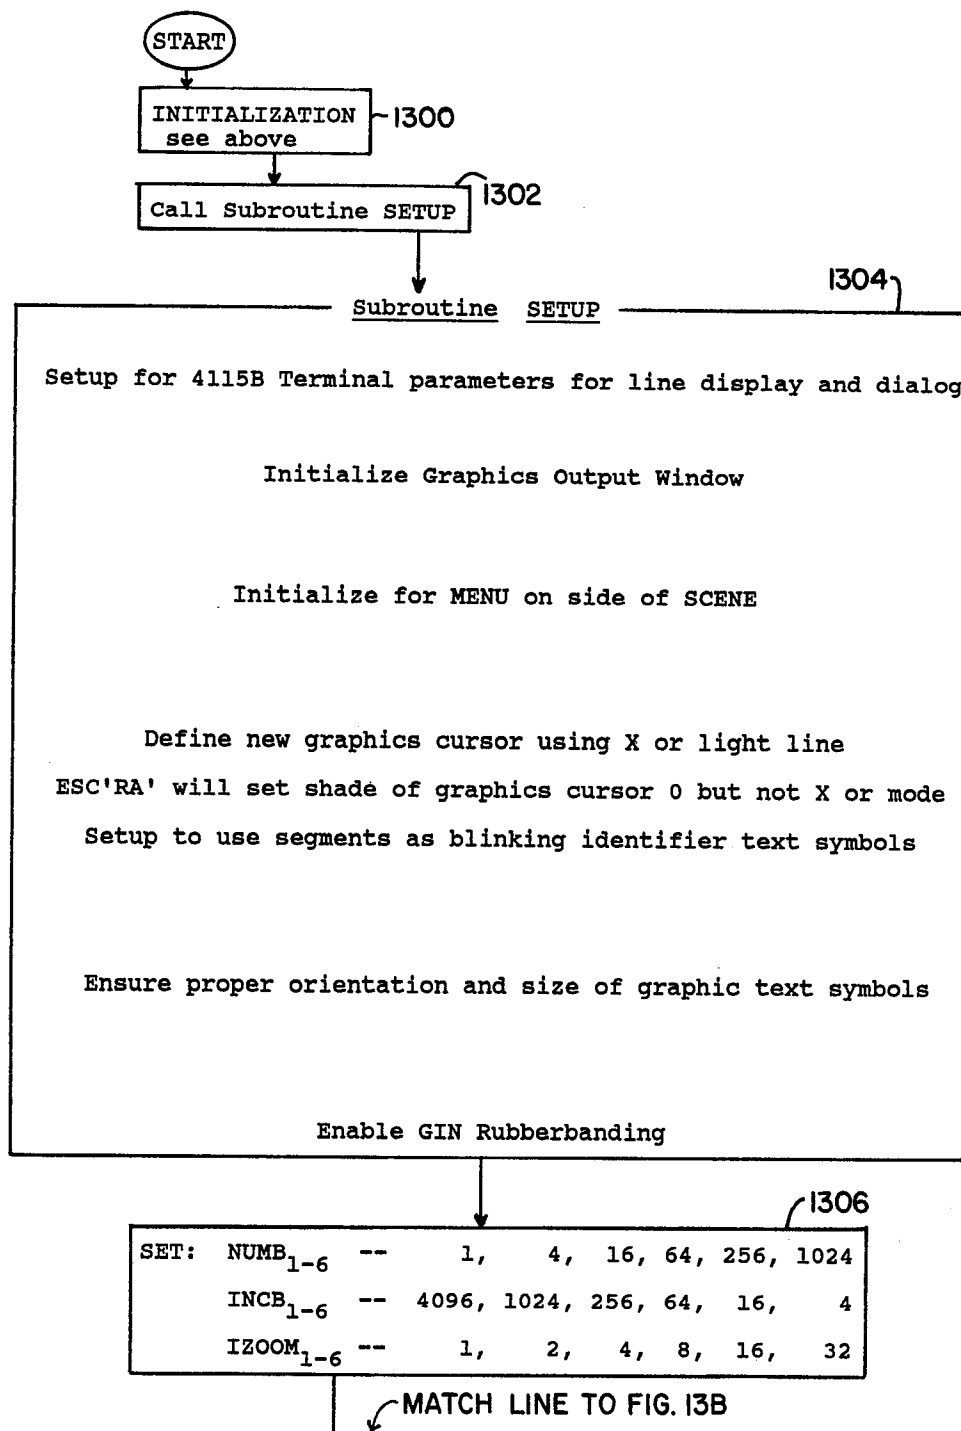 START
INITIALIZATION
see above
1300
1302
Call Subroutine SETUP
1304
Subroutine SETUP
Setup for 4115B Terminal parameters for line display and dialog
Initialize Graphics Output Window
Initialize for MENU on side of SCENE
Define new graphics cursor using X or light line
ESC'RA' will set shade of graphics cursor 0 but not X or mode
Setup to use segments as blinking identifier text symbols
Ensure proper orientation and size of graphic text symbols
Enable GIN Rubberbanding
1306
SET: NUMB1-6 -- 1, 4, 16, 64, 256, 1024
INCB1-6 -- 4096, 1024, 256, 64, 16, 4
IZOOM1-6 -- 1, 2, 4, 8, 16, 32
MATCH LINE TO FIG. 13B